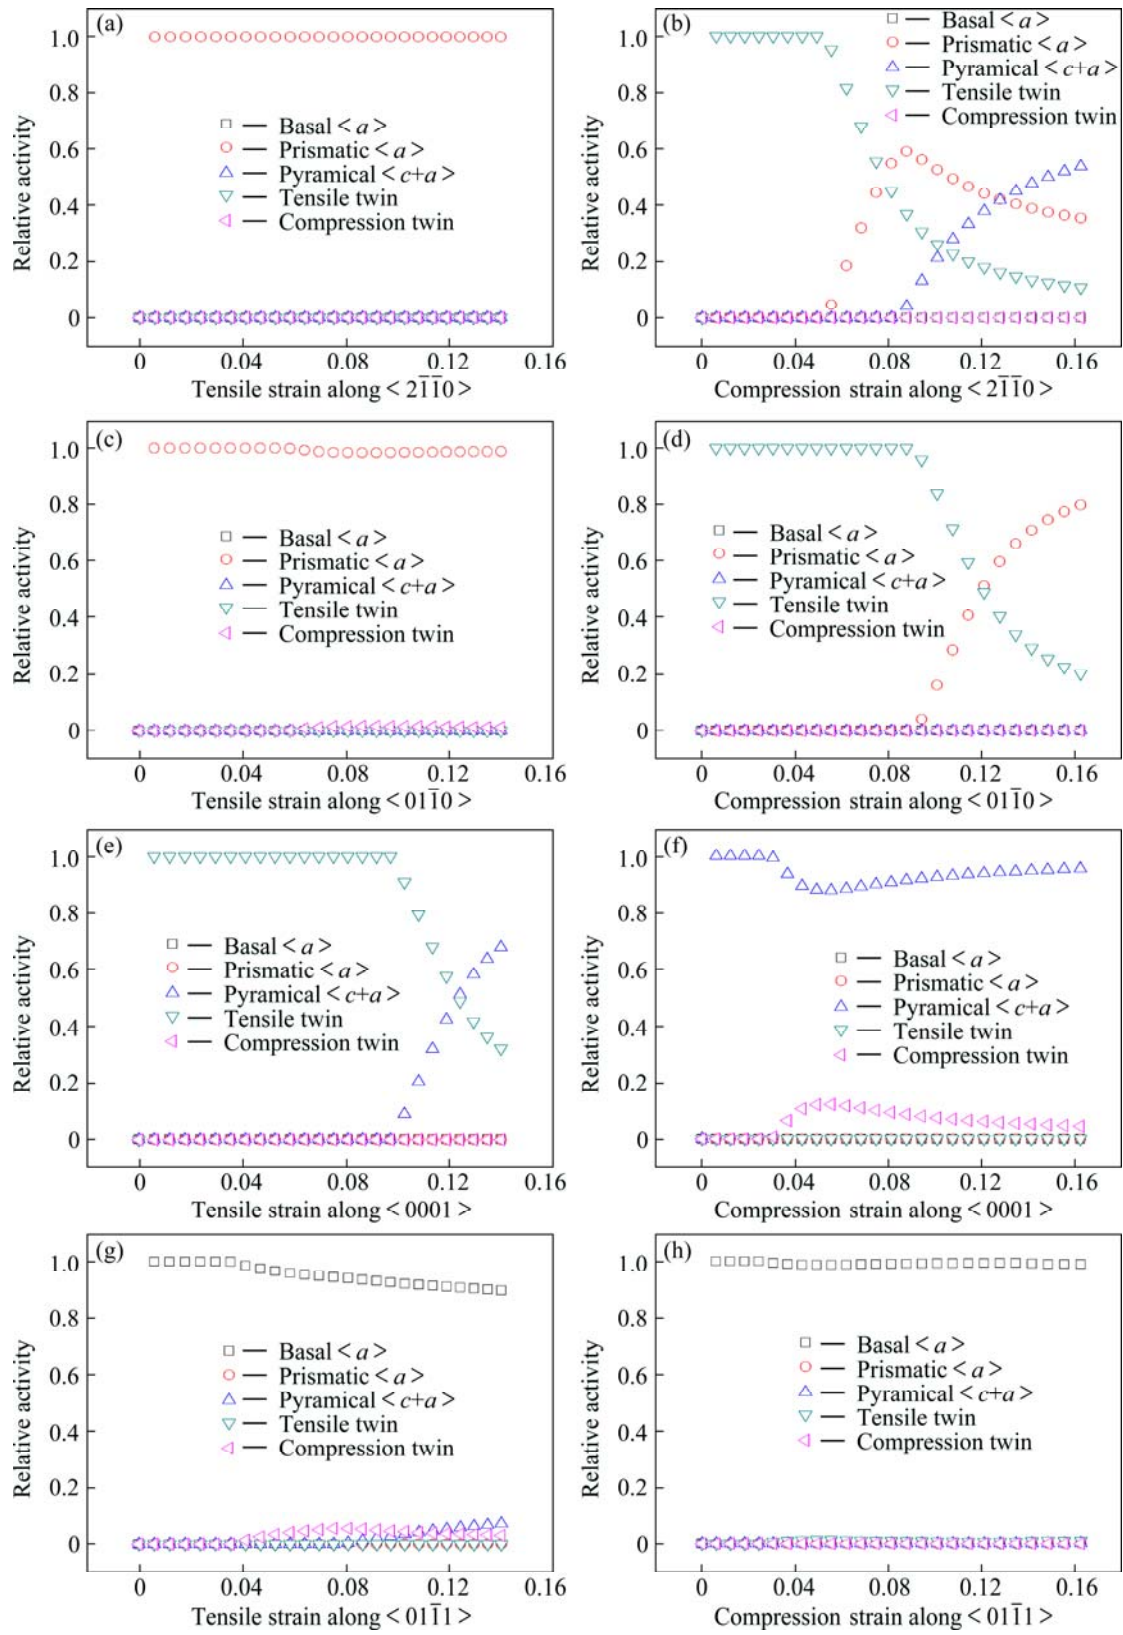 (a)
1.0
0.8
0.6
0.4
0.2
0
Relative activity
Basal <a>
Prismatic <a>
Pyramical <c+a>
Tensile twin
Compression twin
0 0.04 0.08 0.12 0.16
Tensile strain along <21̄1̄0>
(b)
1.0
0.8
0.6
0.4
0.2
0
Relative activity
Basal <a>
Prismatic <a>
Pyramical <c+a>
Tensile twin
Compression twin
0 0.04 0.08 0.12 0.16
Compression strain along <21̄1̄0>
(c)
1.0
0.8
0.6
0.4
0.2
0
Relative activity
Basal <a>
Prismatic <a>
Pyramical <c+a>
Tensile twin
Compression twin
0 0.04 0.08 0.12 0.16
Tensile strain along <011̄0>
(d)
1.0
0.8
0.6
0.4
0.2
0
Relative activity
Basal <a>
Prismatic <a>
Pyramical <c+a>
Tensile twin
Compression twin
0 0.04 0.08 0.12 0.16
Compression strain along <011̄0>
(e)
1.0
0.8
0.6
0.4
0.2
0
Relative activity
Basal <a>
Prismatic <a>
Pyramical <c+a>
Tensile twin
Compression twin
0 0.04 0.08 0.12 0.16
Tensile strain along <0001>
(f)
1.0
0.8
0.6
0.4
0.2
0
Relative activity
Basal <a>
Prismatic <a>
Pyramical <c+a>
Tensile twin
Compression twin
0 0.04 0.08 0.12 0.16
Compression strain along <0001>
(g)
1.0
0.8
0.6
0.4
0.2
0
Relative activity
Basal <a>
Prismatic <a>
Pyramical <c+a>
Tensile twin
Compression twin
0 0.04 0.08 0.12 0.16
Tensile strain along <011̄1>
(h)
1.0
0.8
0.6
0.4
0.2
0
Relative activity
Basal <a>
Prismatic <a>
Pyramical <c+a>
Tensile twin
Compression twin
0 0.04 0.08 0.12 0.16
Compression strain along <011̄1>